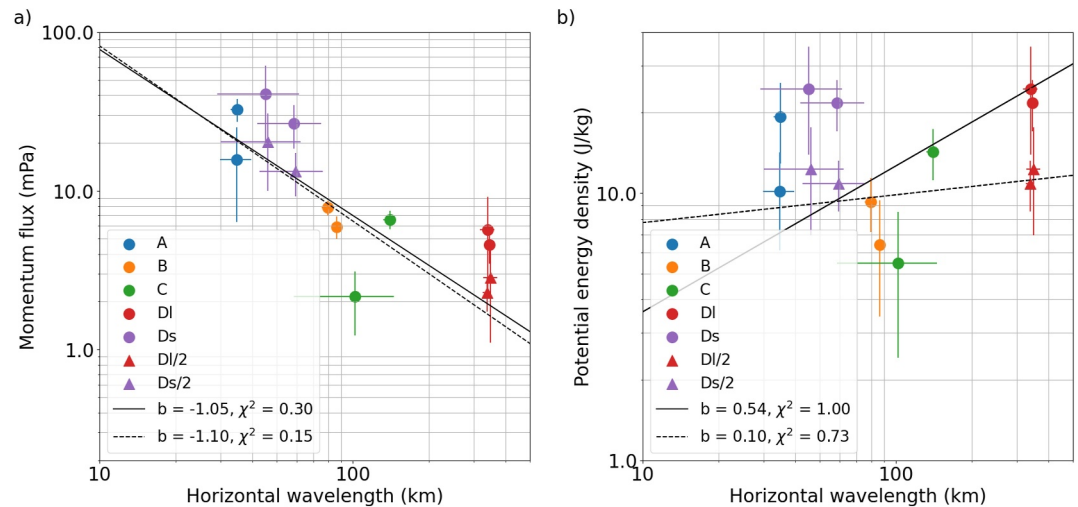 a)
100.0
10.0
1.0
Momentum flux (mPa)
A
B
C
Dl
Ds
Dl/2
Ds/2
b = -1.05, χ² = 0.30
b = -1.10, χ² = 0.15
10
100
Horizontal wavelength (km)
b)
10.0
1.0
Potential energy density (J/kg)
A
B
C
Dl
Ds
Dl/2
Ds/2
b = 0.54, χ² = 1.00
b = 0.10, χ² = 0.73
10
100
Horizontal wavelength (km)